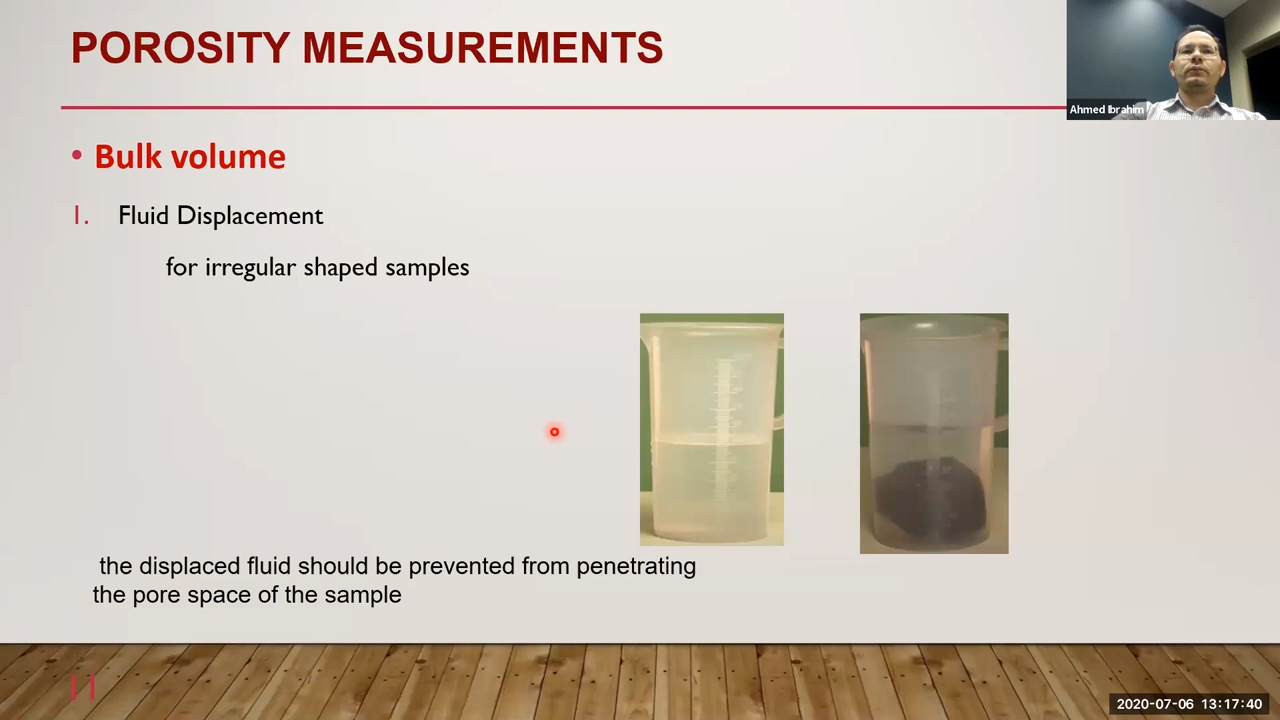 POROSITY MEASUREMENTS
Ahmed Ibrahim
• Bulk volume
1. Fluid Displacement
for irregular shaped samples
the displaced fluid should be prevented from penetrating
the pore space of the sample
11
2020-07-06 13:17:40